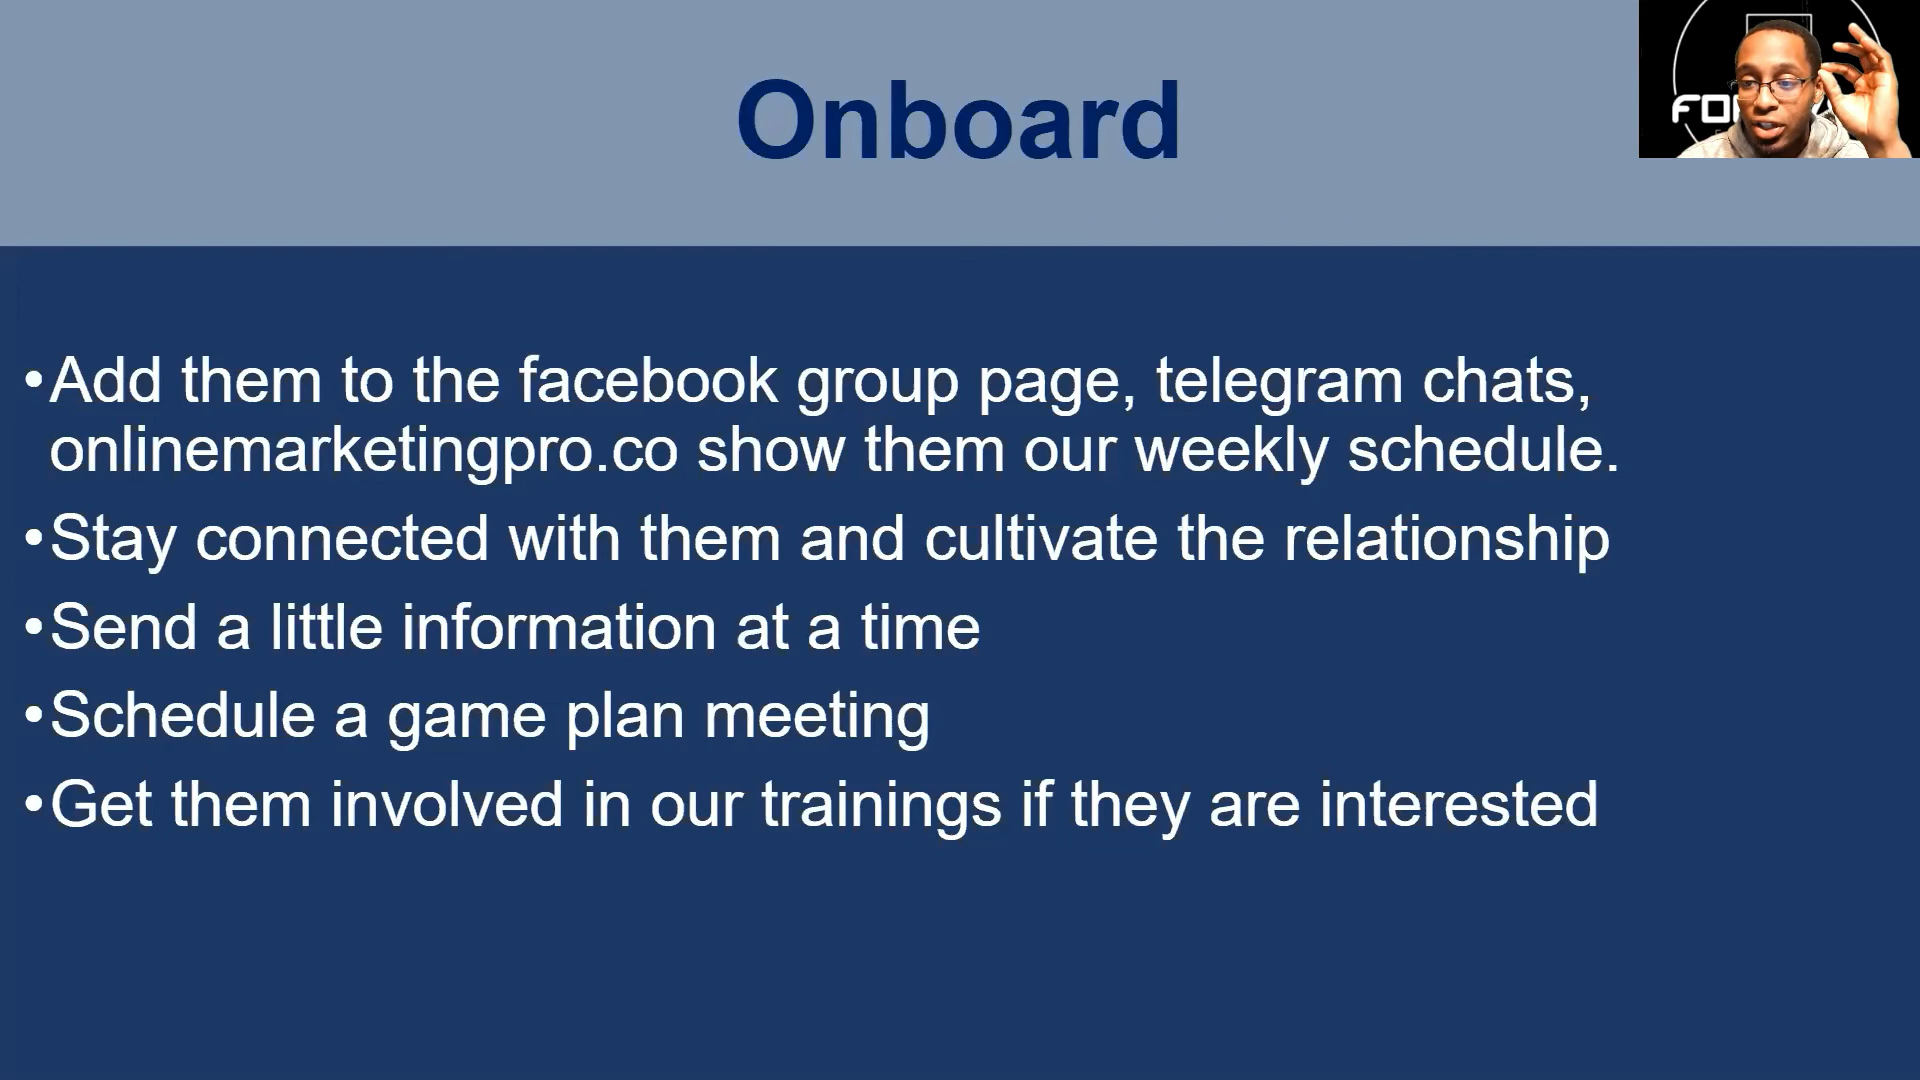 Onboard
•Add them to the facebook group page, telegram chats,
onlinemarketingpro.co show them our weekly schedule.
•Stay connected with them and cultivate the relationship
•Send a little information at a time
•Schedule a game plan meeting
•Get them involved in our trainings if they are interested